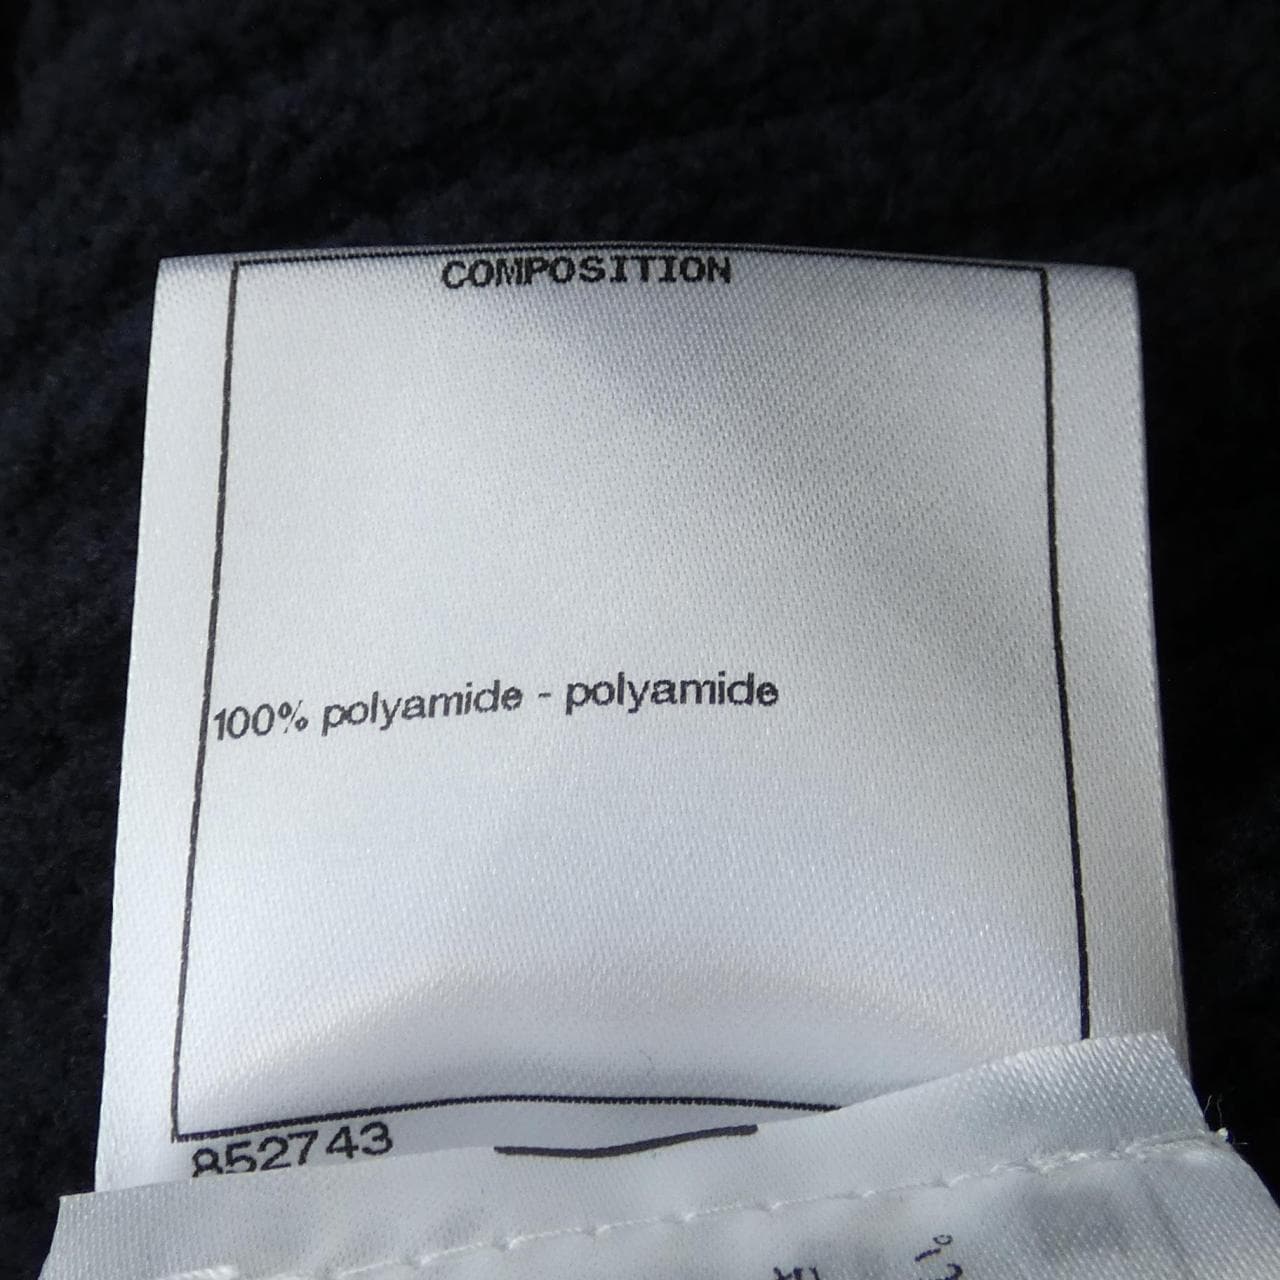 COMPOSITION
100% polyamide - polyamide
852743